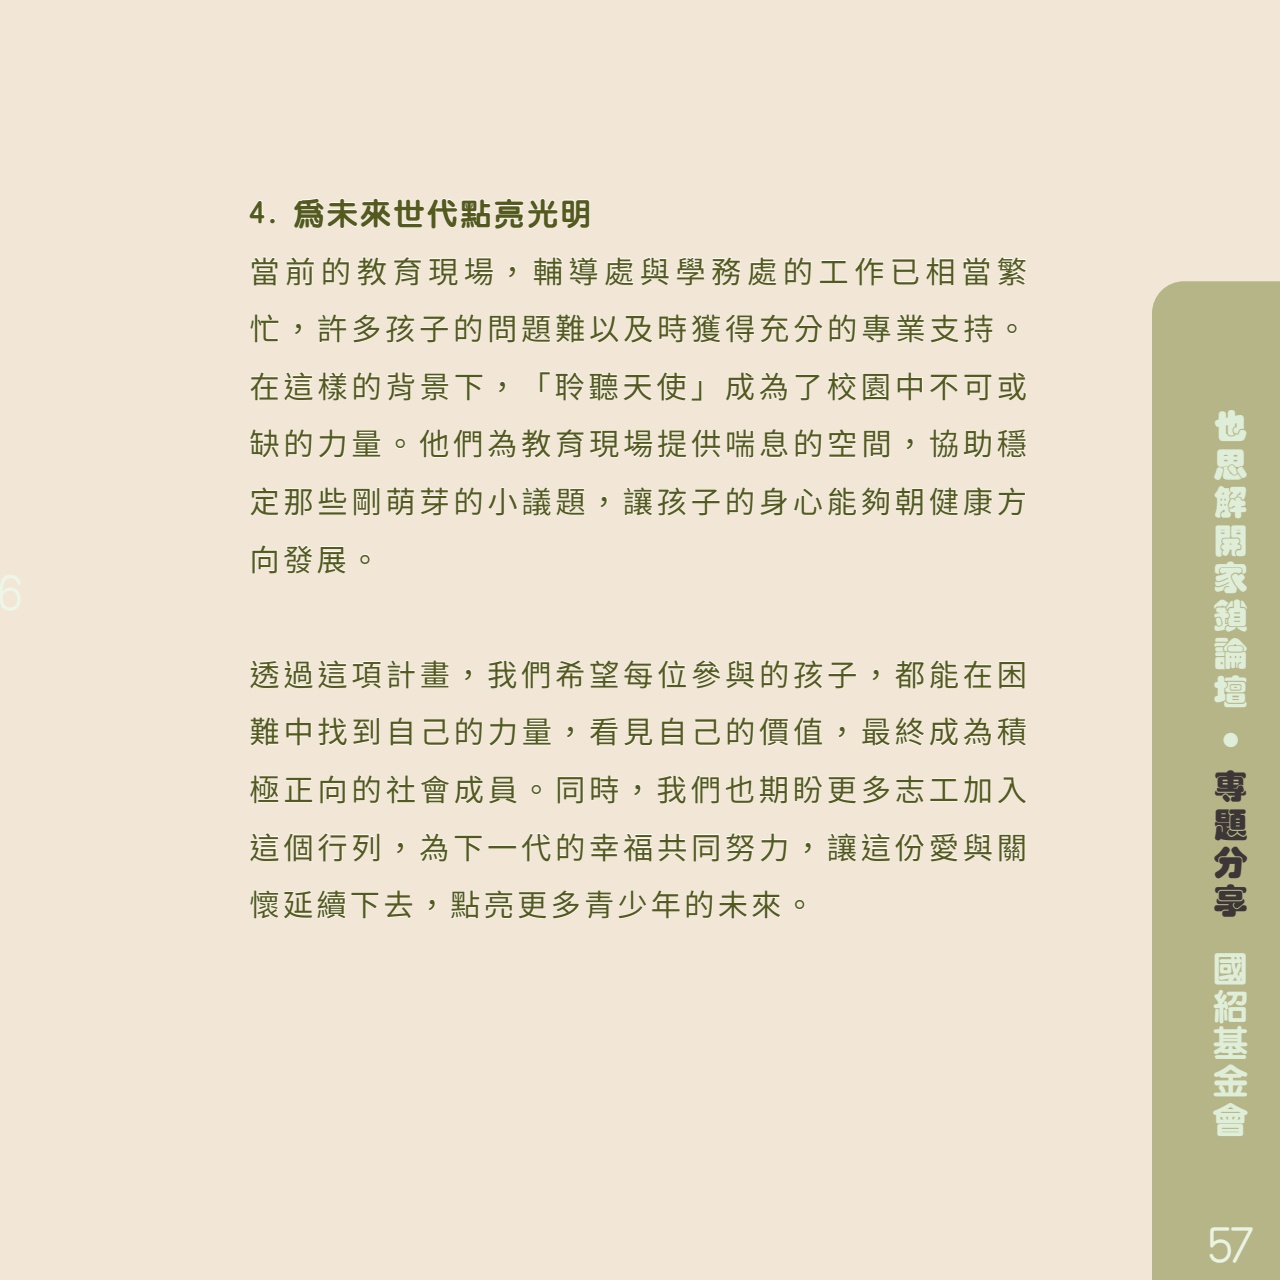 4. 為未來世代點亮光明
當前的教育現場，輔導處與學務處的工作已相當繁
忙，許多孩子的問題難以及時獲得充分的專業支持。
在這樣的背景下，「聆聽天使」成為了校園中不可或
缺的力量。他們為教育現場提供喘息的空間，協助穩
定那些剛萌芽的小議題，讓孩子的身心能夠朝健康方
向發展。
透過這項計畫，我們希望每位參與的孩子，都能在困
難中找到自己的力量，看見自己的價值，最終成為積
極正向的社會成員。同時，我們也期盼更多志工加入
這個行列，為下一代的幸福共同努力，讓這份愛與關
懷延續下去，點亮更多青少年的未來。
6
也思解開家鎖論壇・專題分享 國紹基金會
57